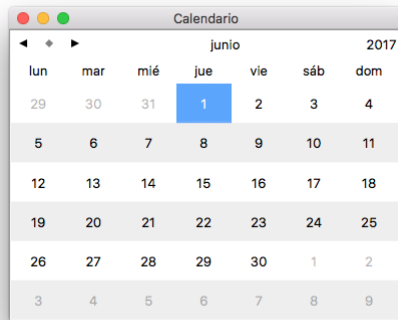 Calendario
junio 2017
lun mar mié jue vie sáb dom
29 30 31 1 2 3 4
5 6 7 8 9 10 11
12 13 14 15 16 17 18
19 20 21 22 23 24 25
26 27 28 29 30 1 2
3 4 5 6 7 8 9